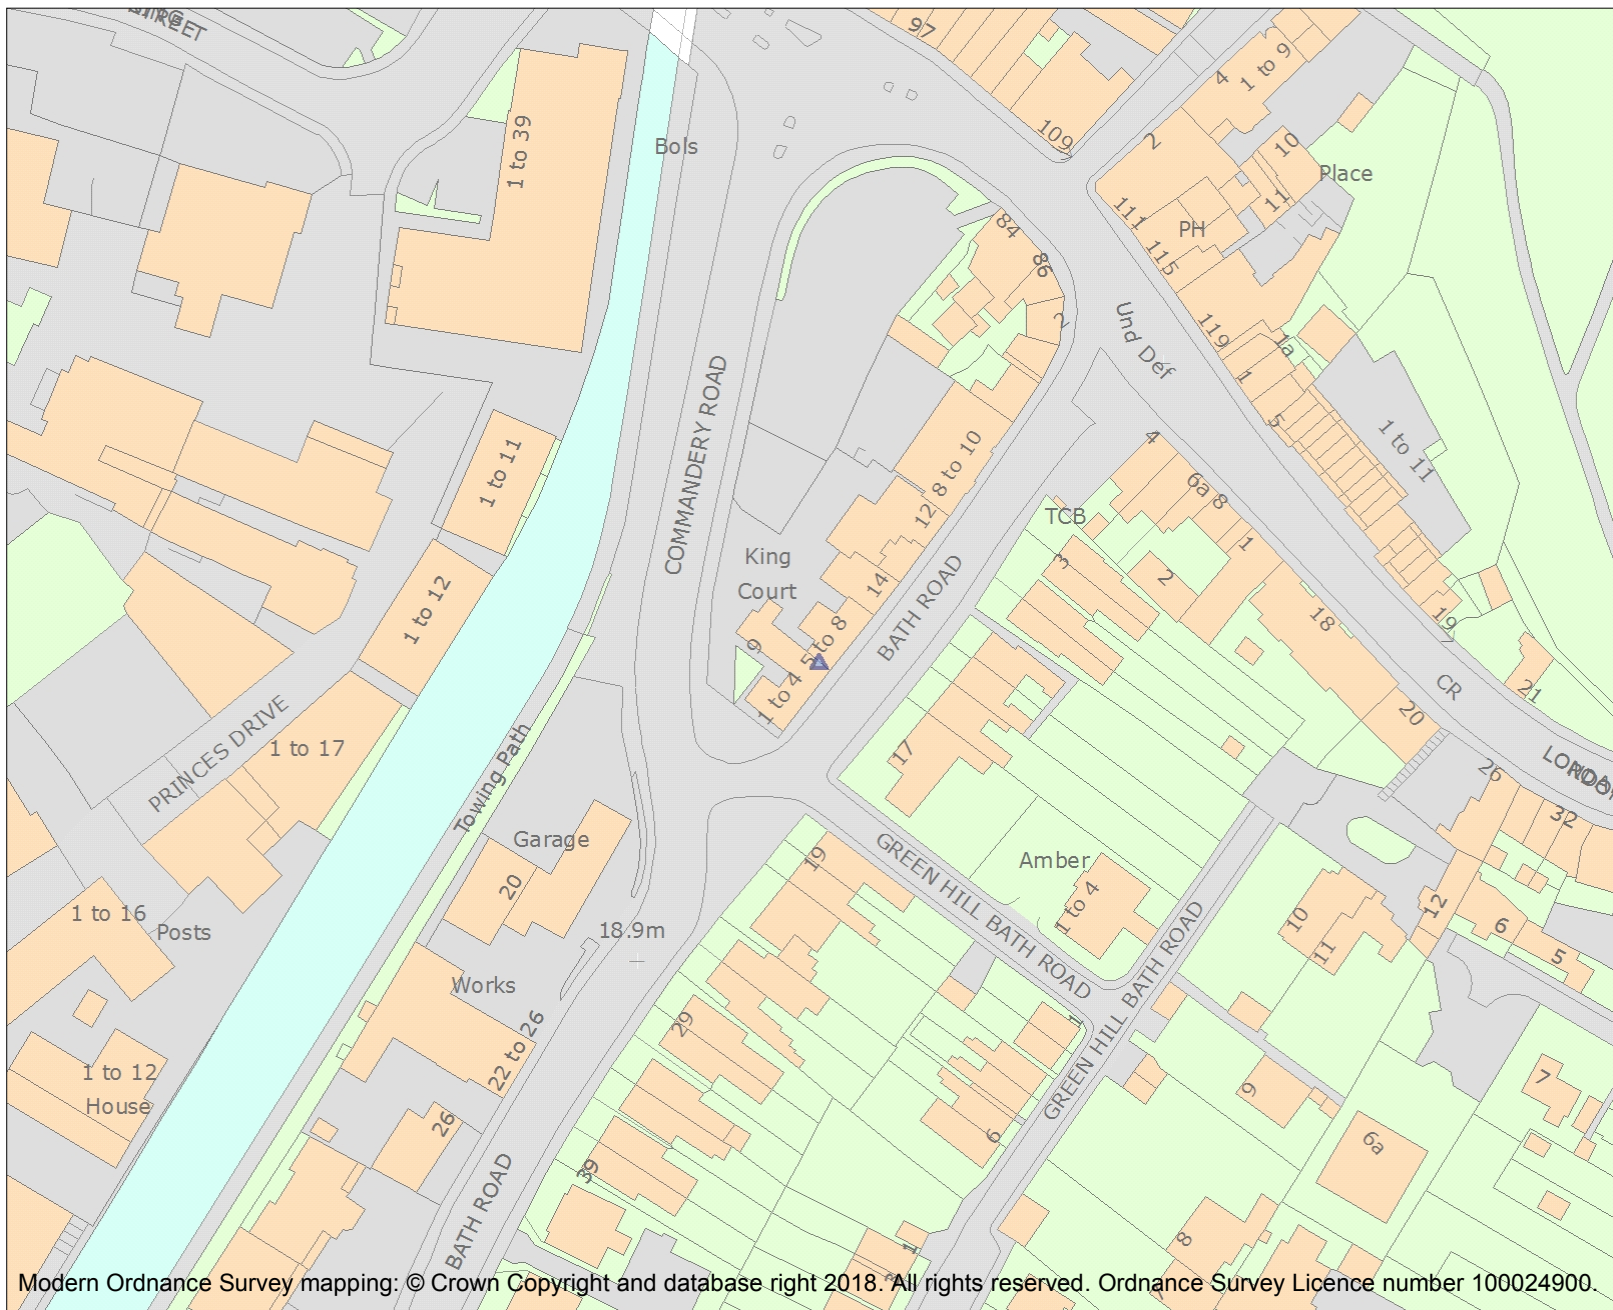 STREET
97
4
1 to 9
1 to 39
Bols
109
2
10
Place
11
111
PH
84
115
86
2
Und Def
119
1a
1
COMMANDERY ROAD
5
1 to 11
4
1 to 11
8 to 10
6a
8
12
TCB
1
King
Court
3
2
14
1 to 12
BATH ROAD
18
19
5 to 8
9
CR
21
1 to 4
20
PRINCES DRIVE
1 to 17
17
Towing Path
26
LONDON ROAD
32
Garage
GREEN HILL BATH ROAD
19
Amber
20
1 to 4
12
1 to 16
10
6
Posts
18.9m
11
5
GREEN HILL BATH ROAD
Works
29
1
22 to 26
1 to 12
House
7
9
26
6
6a
39
BATH ROAD
8
1
3
7
Modern Ordnance Survey mapping: © Crown Copyright and database right 2018. All rights reserved. Ordnance Survey Licence number 100024900.